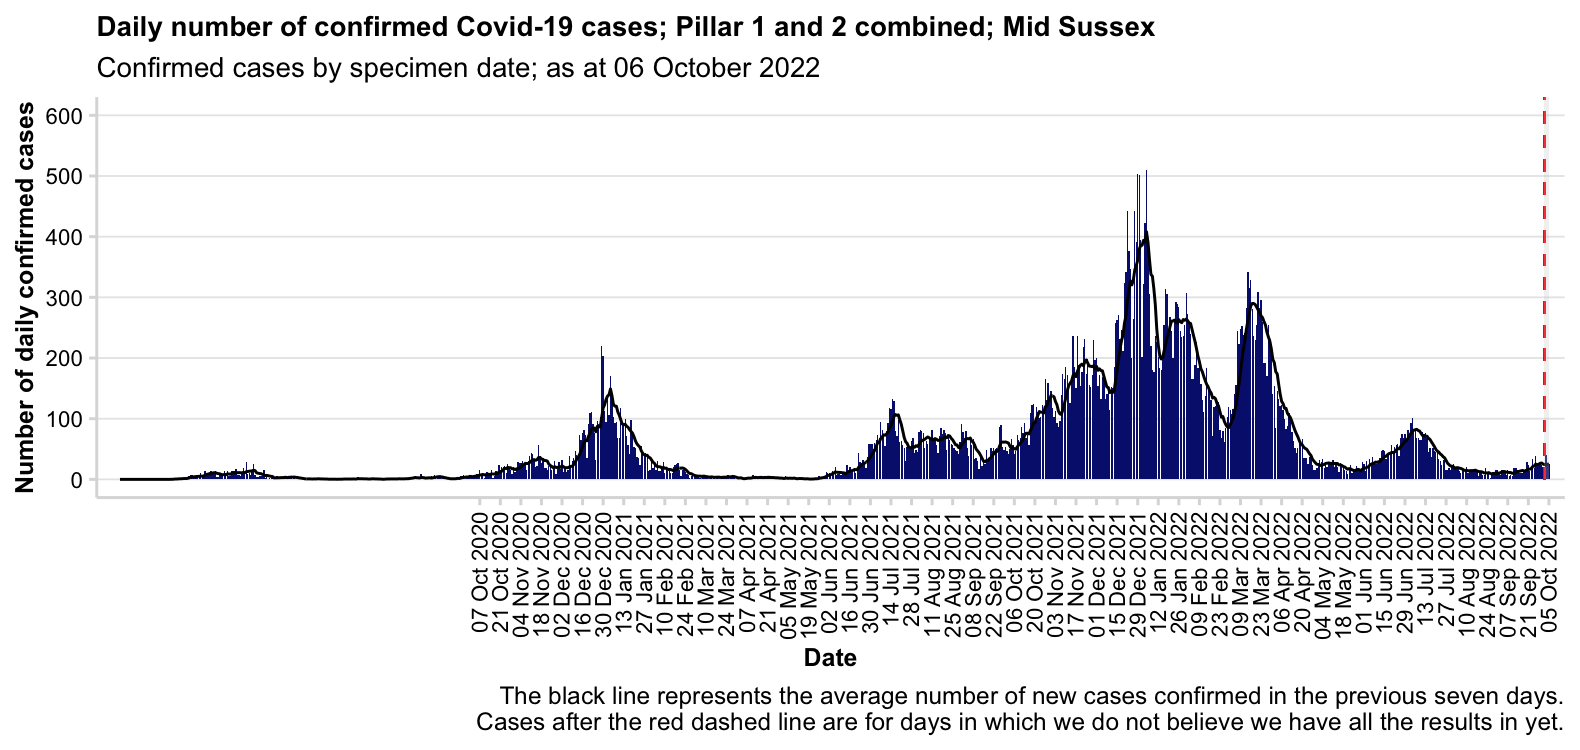 Daily number of confirmed Covid-19 cases; Pillar 1 and 2 combined; Mid Sussex
Confirmed cases by specimen date; as at 06 October 2022
Number of daily confirmed cases
600
500
400
300
200
100
0
07 Oct 2020
21 Oct 2020
04 Nov 2020
18 Nov 2020
02 Dec 2020
16 Dec 2020
30 Dec 2020
13 Jan 2021
27 Jan 2021
10 Feb 2021
24 Feb 2021
10 Mar 2021
24 Mar 2021
07 Apr 2021
21 Apr 2021
05 May 2021
19 May 2021
02 Jun 2021
16 Jun 2021
30 Jun 2021
14 Jul 2021
28 Jul 2021
11 Aug 2021
25 Aug 2021
08 Sep 2021
22 Sep 2021
06 Oct 2021
20 Oct 2021
03 Nov 2021
17 Nov 2021
01 Dec 2021
15 Dec 2021
29 Dec 2021
12 Jan 2022
26 Jan 2022
09 Feb 2022
23 Feb 2022
09 Mar 2022
23 Mar 2022
06 Apr 2022
20 Apr 2022
04 May 2022
18 May 2022
01 Jun 2022
15 Jun 2022
29 Jun 2022
13 Jul 2022
27 Jul 2022
10 Aug 2022
24 Aug 2022
07 Sep 2022
21 Sep 2022
05 Oct 2022
Date
The black line represents the average number of new cases confirmed in the previous seven days.
Cases after the red dashed line are for days in which we do not believe we have all the results in yet.